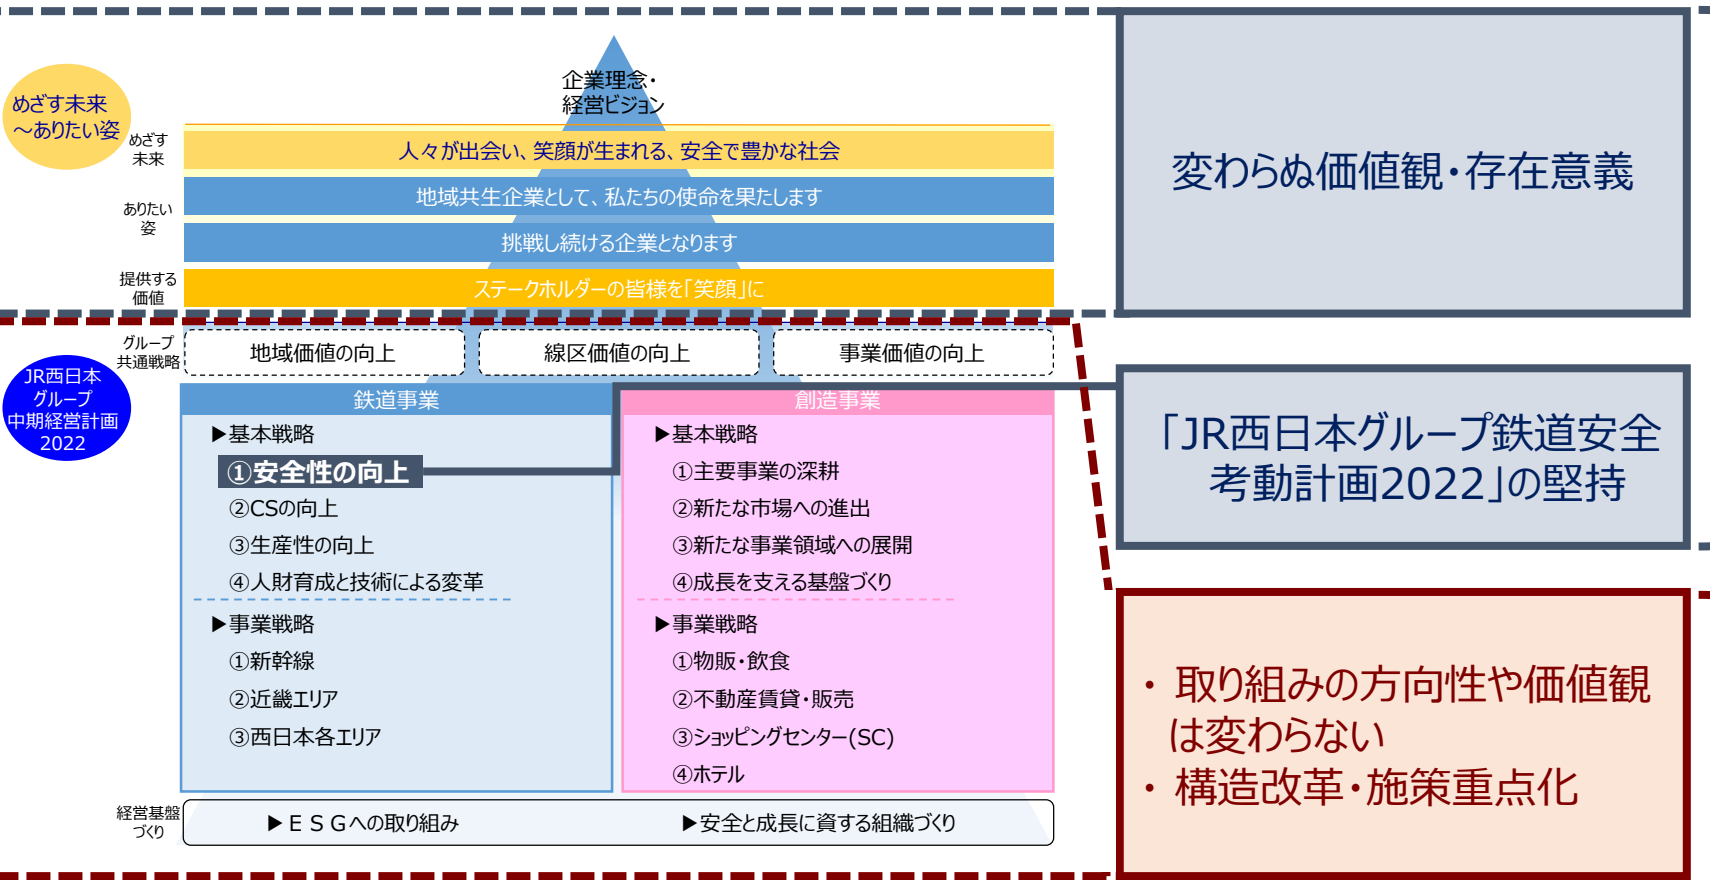 企業理念・
経営ビジョン
めざす未来
～ありたい姿
めざす
未来
人々が出会い、笑顔が生まれる、安全で豊かな社会
ありたい
姿
地域共生企業として、私たちの使命を果たします
挑戦し続ける企業となります
提供する
価値
ステークホルダーの皆様を「笑顔」に
変わらぬ価値観・存在意義
グループ
共通戦略
地域価値の向上
線区価値の向上
事業価値の向上
JR西日本
グループ
中期経営計画
2022
鉄道事業
▶基本戦略
①安全性の向上
②CSの向上
③生産性の向上
④人財育成と技術による変革
▶事業戦略
①新幹線
②近畿エリア
③西日本各エリア
創造事業
▶基本戦略
①主要事業の深耕
②新たな市場への進出
③新たな事業領域への展開
④成長を支える基盤づくり
▶事業戦略
①物販・飲食
②不動産賃貸・販売
③ショッピングセンター(SC)
④ホテル
「JR西日本グループ鉄道安全
考動計画2022」の堅持
・ 取り組みの方向性や価値観
は変わらない
・ 構造改革・施策重点化
経営基盤
づくり
▶ＥＳＧへの取り組み
▶安全と成長に資する組織づくり